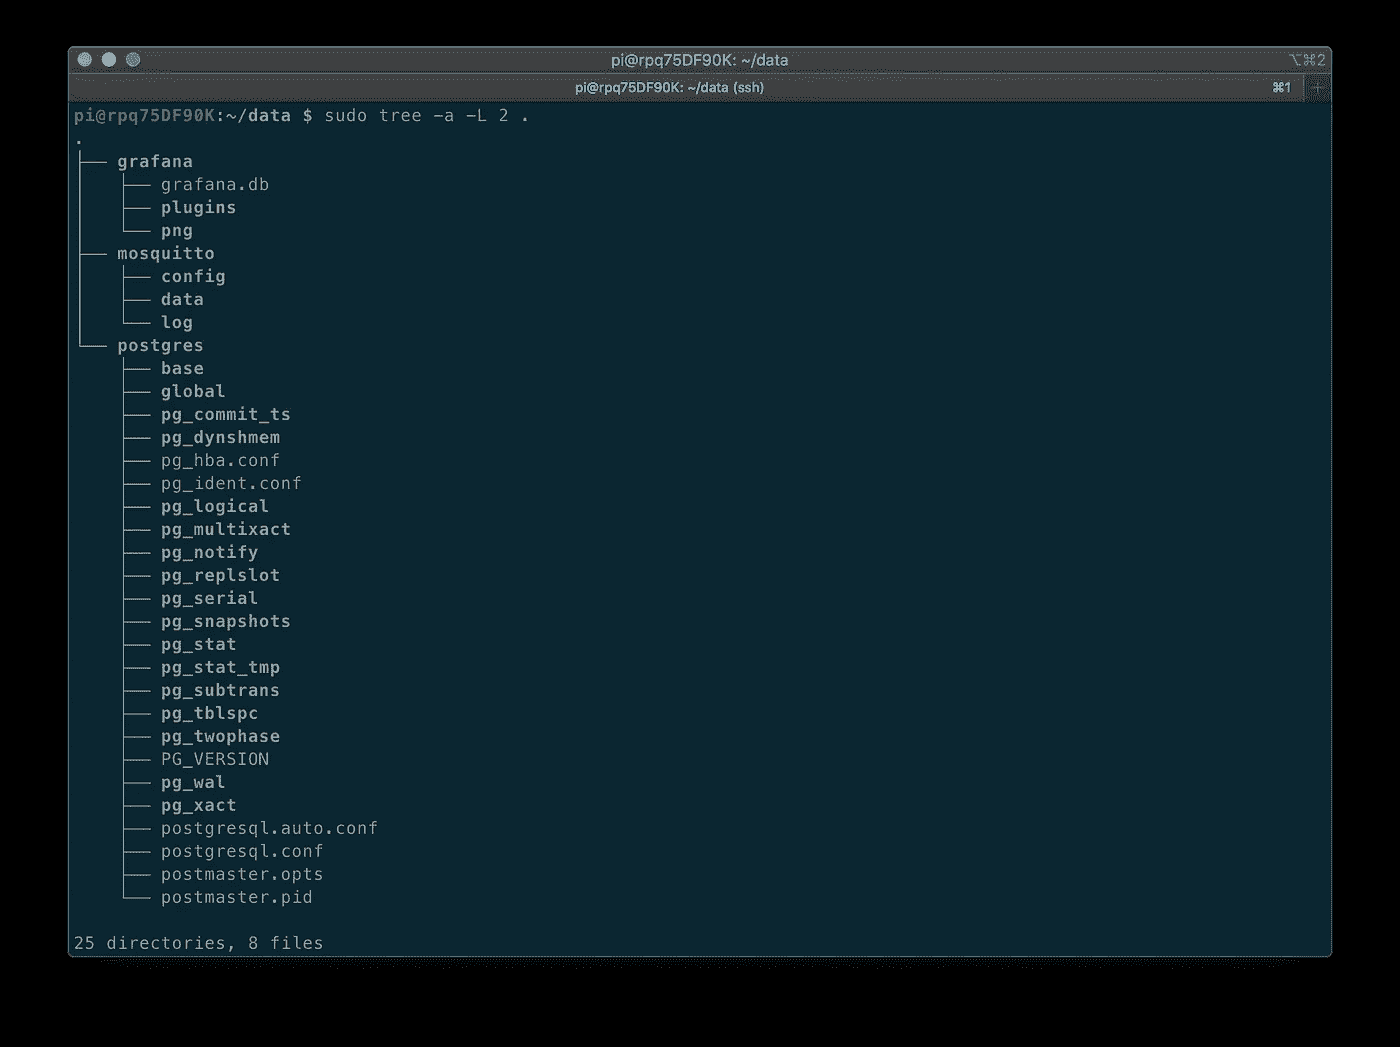 pi@rpq75DF90K: ~/data ⌥⌘2
pi@rpq75DF90K: ~/data (ssh) ⌘1 +
pi@rpq75DF90K:~/data $ sudo tree -a -L 2 .
.
├── grafana
│   ├── grafana.db
│   ├── plugins
│   └── png
├── mosquitto
│   ├── config
│   ├── data
│   └── log
└── postgres
    ├── base
    ├── global
    ├── pg_commit_ts
    ├── pg_dynshmem
    ├── pg_hba.conf
    ├── pg_ident.conf
    ├── pg_logical
    ├── pg_multixact
    ├── pg_notify
    ├── pg_replslot
    ├── pg_serial
    ├── pg_snapshots
    ├── pg_stat
    ├── pg_stat_tmp
    ├── pg_subtrans
    ├── pg_tblspc
    ├── pg_twophase
    ├── PG_VERSION
    ├── pg_wal
    ├── pg_xact
    ├── postgresql.auto.conf
    ├── postgresql.conf
    ├── postmaster.opts
    └── postmaster.pid
25 directories, 8 files